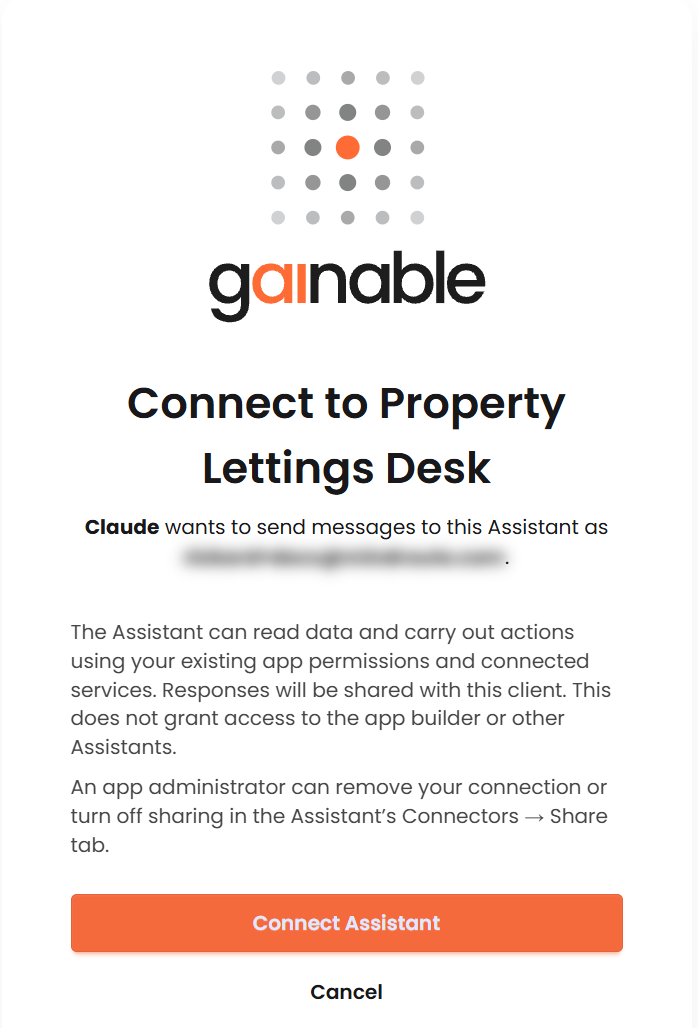 gainable
Connect to Property
Lettings Desk
Claude wants to send messages to this Assistant as
.
The Assistant can read data and carry out actions
using your existing app permissions and connected
services. Responses will be shared with this client. This
does not grant access to the app builder or other
Assistants.
An app administrator can remove your connection or
turn off sharing in the Assistant’s Connectors → Share
tab.
Connect Assistant
Cancel